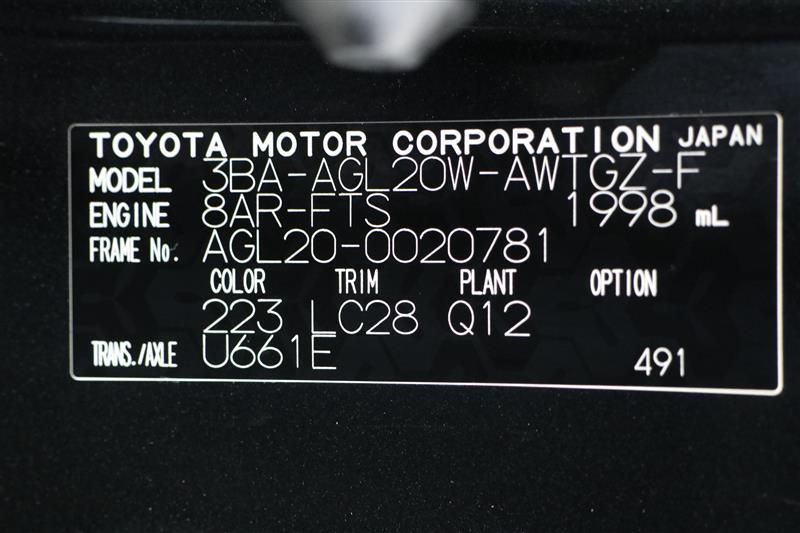 TOYOTA MOTOR CORPORATION JAPAN
MODEL 3BA-AGL20W-AWTGZ-F
ENGINE 8AR-FTS 1998 mL
FRAME No. AGL20-0020781
COLOR TRIM PLANT OPTION
223 LC28 Q12
TRANS./AXLE U661E 491